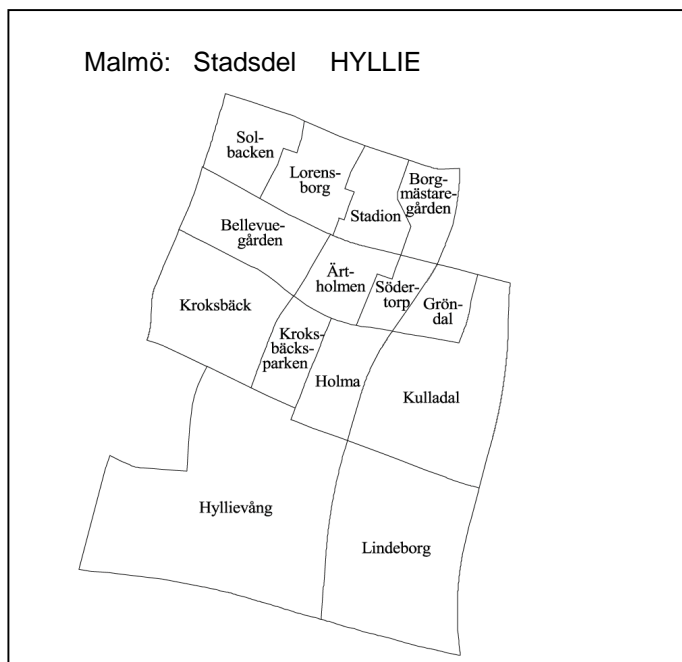 Malmö: Stadsdel HYLLIE
Sol-
backen
Lorens-
borg
Borg-
mästare-
gården
Stadion
Bellevue-
gården
Ärt-
holmen
Söder-
torp
Grön-
dal
Kroksbäck
Kroks-
bäcks-
parken
Holma
Kulladal
Hyllievång
Lindeborg